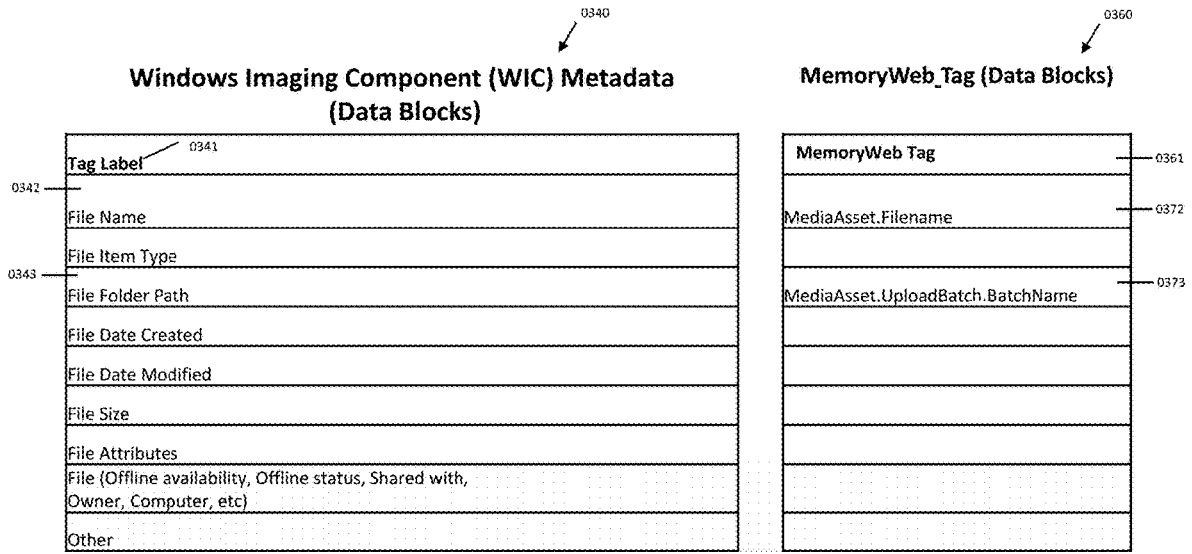 0340
0360
Windows Imaging Component (WIC) Metadata
(Data Blocks)
MemoryWeb_Tag (Data Blocks)
Tag Label
0341
MemoryWeb Tag
0361
0342
File Name
MediaAsset.Filename
0372
File Item Type
0343
File Folder Path
MediaAsset.UploadBatch.BatchName
0373
File Date Created
File Date Modified
File Size
File Attributes
File (Offline availability, Offline status, Shared with,
Owner, Computer, etc)
Other